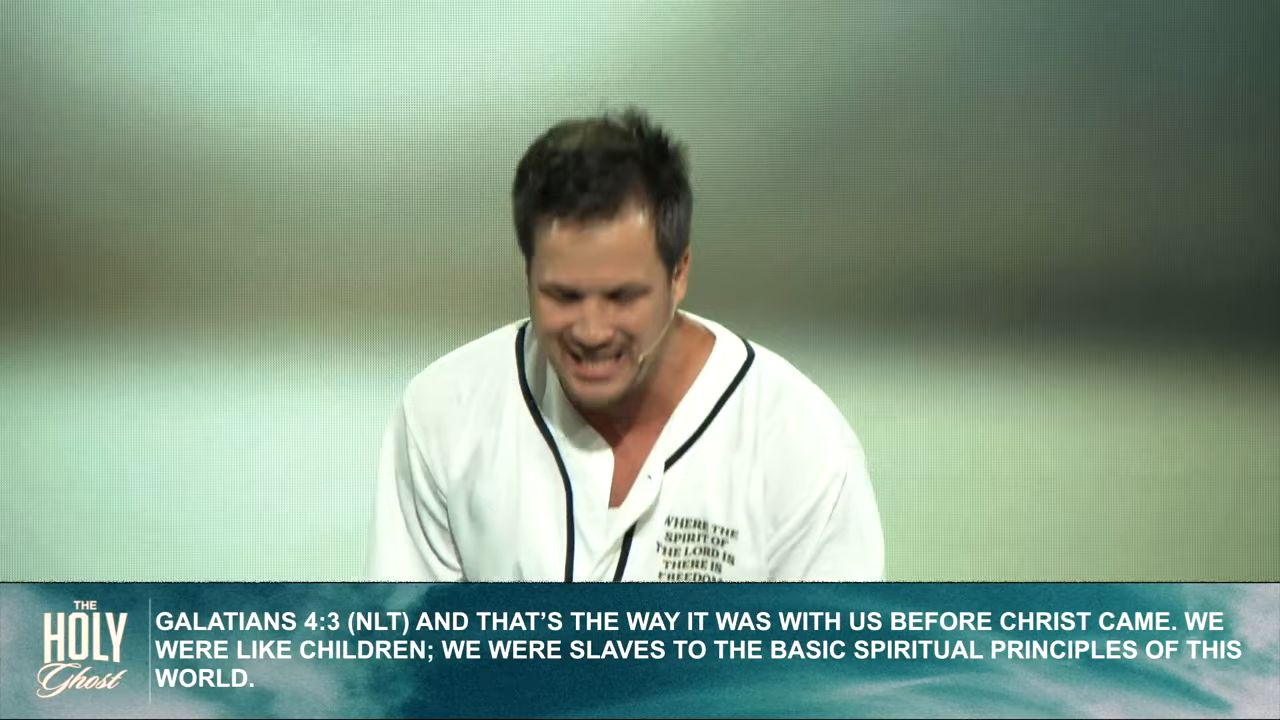 WHERE THE
SPIRIT OF
THE LORD IS
THERE IS
FREEDOM
THE
HOLY
Ghost
GALATIANS 4:3 (NLT) AND THAT’S THE WAY IT WAS WITH US BEFORE CHRIST CAME. WE
WERE LIKE CHILDREN; WE WERE SLAVES TO THE BASIC SPIRITUAL PRINCIPLES OF THIS
WORLD.